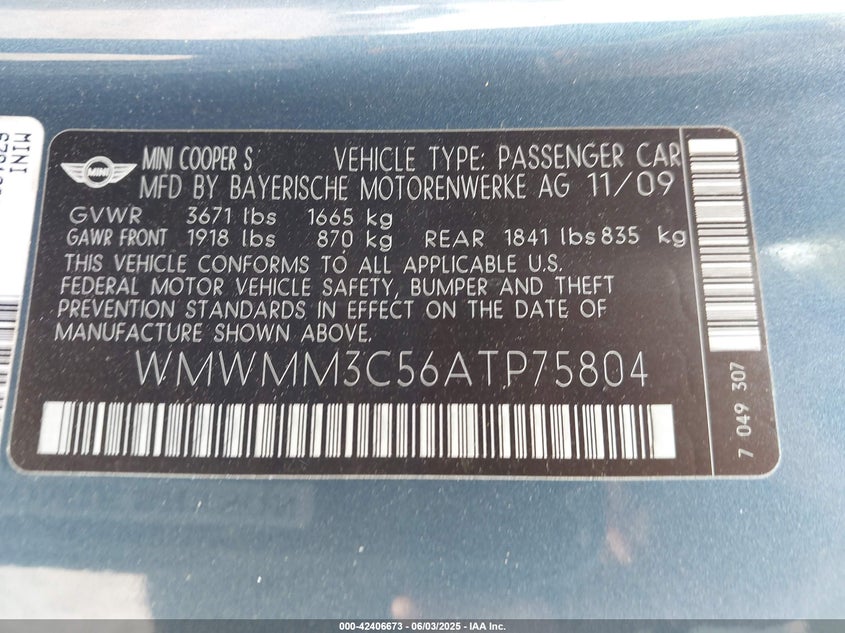 MINI
MINI COOPER S VEHICLE TYPE: PASSENGER CAR
MFD BY BAYERISCHE MOTORENWERKE AG 11/09
GVWR 3671 lbs 1665 kg
GAWR FRONT 1918 lbs 870 kg REAR 1841 lbs 835 kg
THIS VEHICLE CONFORMS TO ALL APPLICABLE U.S.
FEDERAL MOTOR VEHICLE SAFETY, BUMPER AND THEFT
PREVENTION STANDARDS IN EFFECT ON THE DATE OF
MANUFACTURE SHOWN ABOVE.
WMWMM3C56ATP75804
7 049 307
MINI
000-42406673 - 06/03/2025 - IAA Inc.